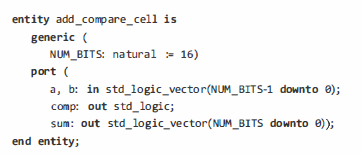 entity add_compare_cell is
generic (
NUM_BITS: natural := 16)
port (
a, b: in std_logic_vector(NUM_BITS-1 downto 0);
comp: out std_logic;
sum: out std_logic_vector(NUM_BITS downto 0));
end entity;